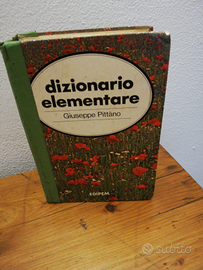 dizionario
elementare
Giuseppe Pittàno
EDIPEM
subito